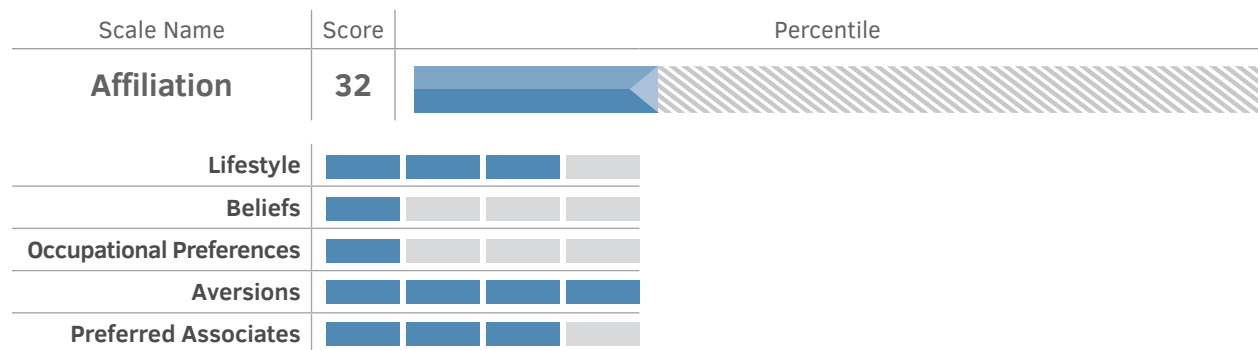 Scale Name Score Percentile
Affiliation 32
Lifestyle
Beliefs
Occupational Preferences
Aversions
Preferred Associates